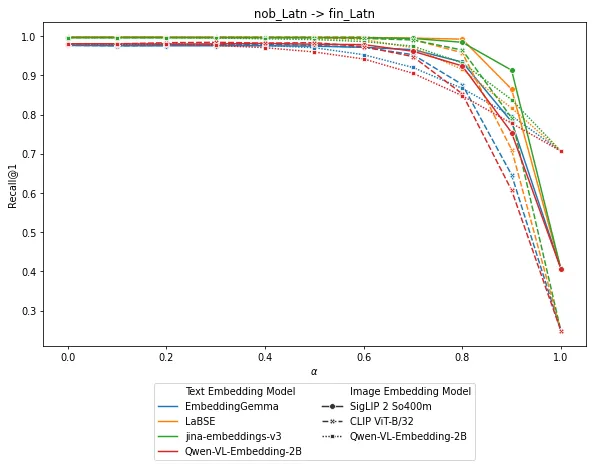 nob_Latn -> fin_Latn
Recall@1
1.0
0.9
0.8
0.7
0.6
0.5
0.4
0.3
0.0 0.2 0.4 0.6 0.8 1.0
α
Text Embedding Model Image Embedding Model
EmbeddingGemma SigLIP 2 So400m
LaBSE CLIP ViT-B/32
jina-embeddings-v3 Qwen-VL-Embedding-2B
Qwen-VL-Embedding-2B